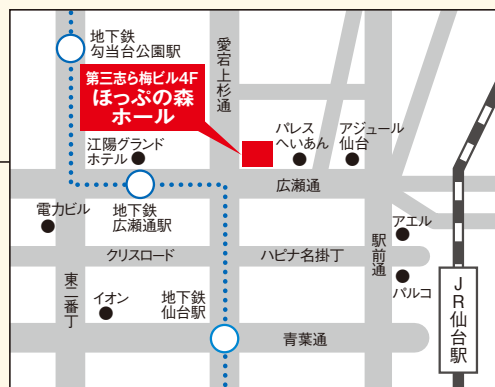 地下鉄
勾当台公園駅
愛宕上杉通
第三志ら梅ビル4F
ほっぷの森
ホール
江陽グランド
ホテル
パレス
へいあん
アジュール
仙台
広瀬通
電力ビル
地下鉄
広瀬通駅
アエル
クリスロード
ハピナ名掛丁
駅前通
東二番丁
イオン
地下鉄
仙台駅
パルコ
JR仙台駅
青葉通